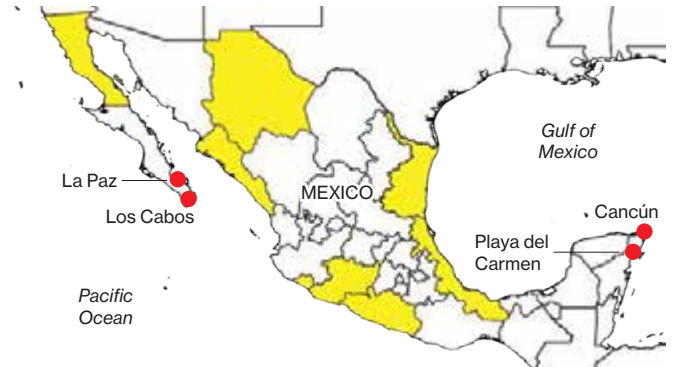 Gulf of
Mexico
La Paz
MEXICO
Los Cabos
Cancún
Playa del
Carmen
Pacific
Ocean